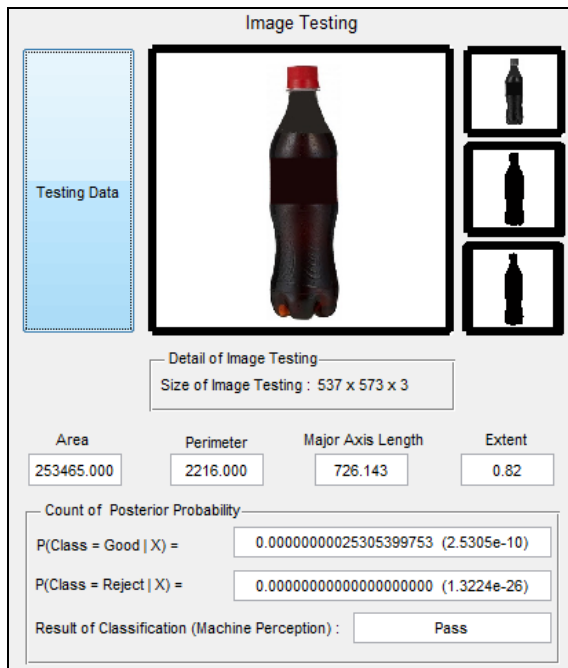 Image Testing
Testing Data
Detail of Image Testing
Size of Image Testing : 537 x 573 x 3
Area Perimeter Major Axis Length Extent
253465.000 2216.000 726.143 0.82
Count of Posterior Probability
P(Class = Good | X) = 0.00000000025305399753 (2.5305e-10)
P(Class = Reject | X) = 0.00000000000000000000 (1.3224e-26)
Result of Classification (Machine Perception) : Pass